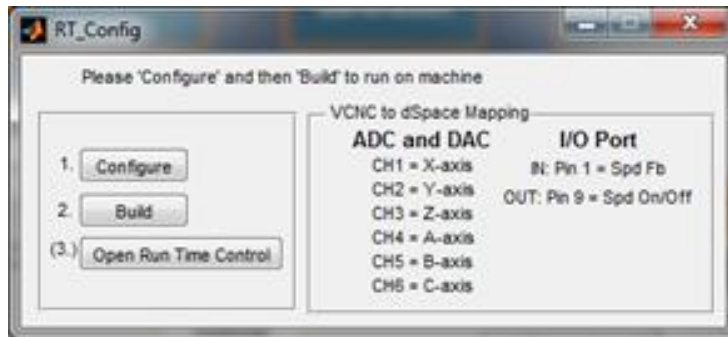 RT_Config
Please 'Configure' and then 'Build' to run on machine
1. Configure
2. Build
(3.) Open Run Time Control
VCNC to dSpace Mapping
ADC and DAC
CH1 = X-axis
CH2 = Y-axis
CH3 = Z-axis
CH4 = A-axis
CH5 = B-axis
CH6 = C-axis
I/O Port
IN: Pin 1 = Spd Fb
OUT: Pin 9 = Spd On/Off